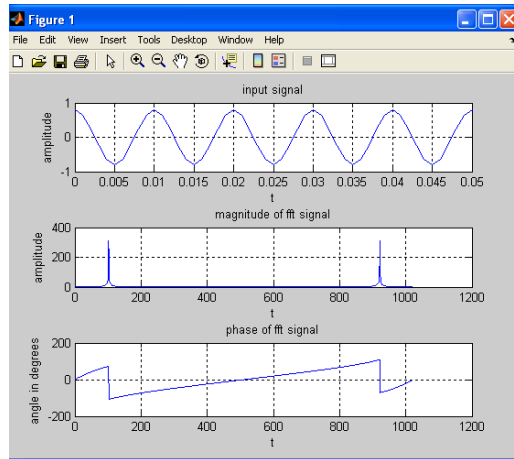 Figure 1
File Edit View Insert Tools Desktop Window Help
input signal
amplitude
1
0
-1
0 0.005 0.01 0.015 0.02 0.025 0.03 0.035 0.04 0.045 0.05
t
magnitude of fft signal
amplitude
400
200
0
0 200 400 600 800 1000 1200
t
phase of fft signal
angle in degrees
200
0
-200
0 200 400 600 800 1000 1200
t